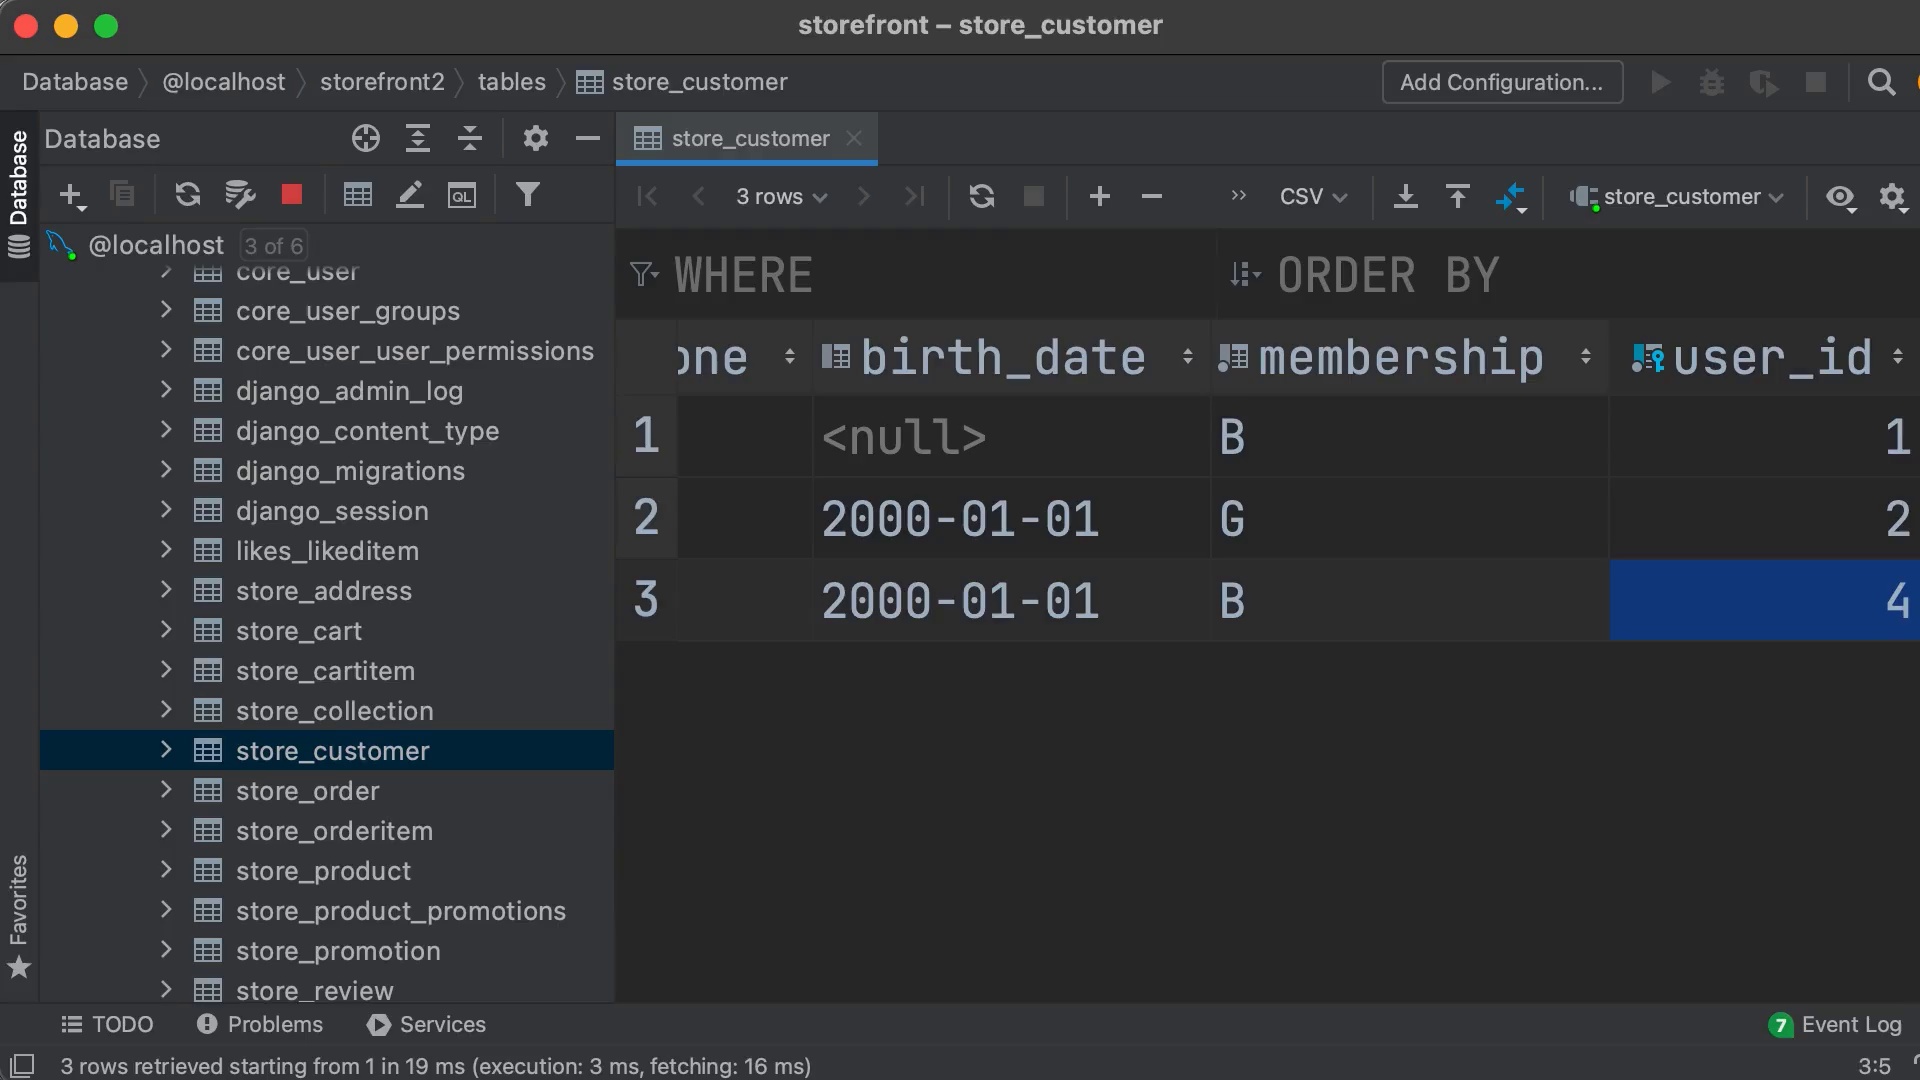 storefront – store_customer
Database @localhost storefront2 tables store_customer Add Configuration...
Database
Database
store_customer
QL
3 rows CSV store_customer
@localhost 3 of 6
WHERE ORDER BY
birth_date membership user_id
1 <null> B 1
2 2000-01-01 G 2
3 2000-01-01 B 4
core_user
core_user_groups
core_user_user_permissions
django_admin_log
django_content_type
django_migrations
django_session
likes_likeditem
store_address
store_cart
store_cartitem
store_collection
store_customer
store_order
store_orderitem
store_product
store_product_promotions
store_promotion
store_review
Favorites
TODO Problems Services 7 Event Log
3 rows retrieved starting from 1 in 19 ms (execution: 3 ms, fetching: 16 ms) 3:5